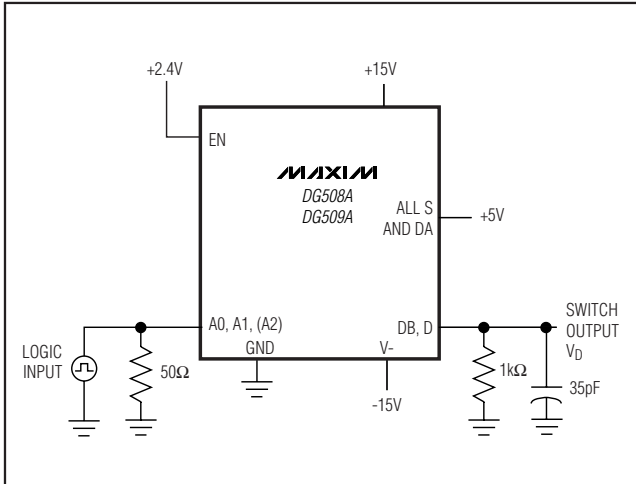 +2.4V
+15V
EN
MAXIM
DG508A
DG509A
ALL S
AND DA
+5V
A0, A1, (A2)
DB, D
SWITCH
OUTPUT
VD
LOGIC
INPUT
50Ω
GND
V-
1kΩ
35pF
-15V